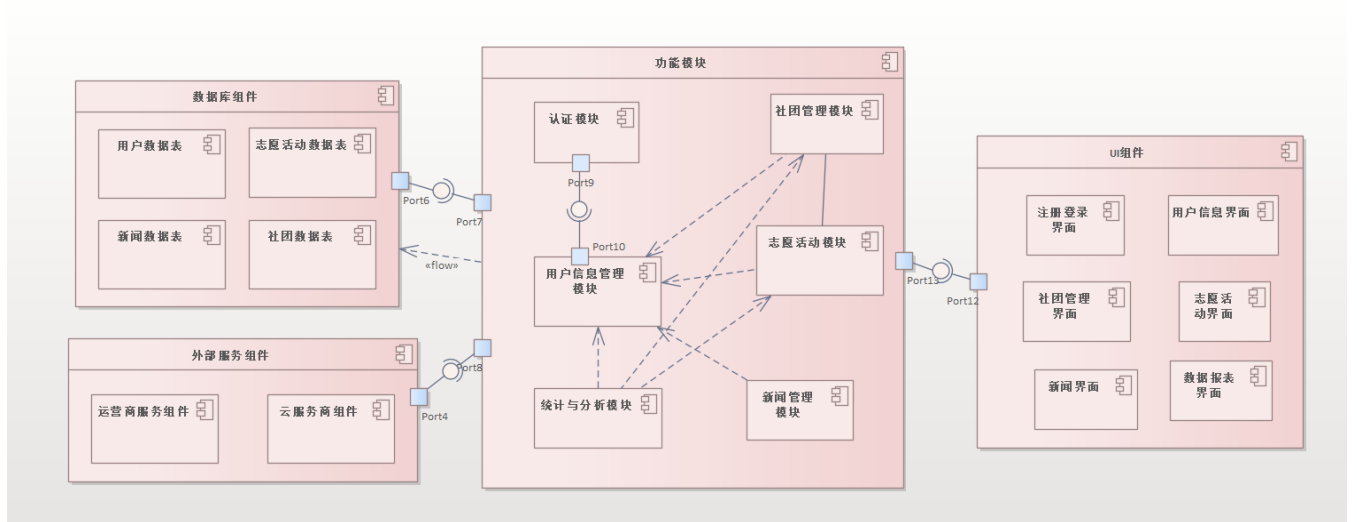 数据库组件
用户数据表
志愿活动数据表
新闻数据表
社团数据表
Port6
Port7
«flow»
外部服务组件
运营商服务组件
云服务商组件
Port4
Port8
功能模块
认证模块
Port9
社团管理模块
Port10
用户信息管理
模块
志愿活动模块
统计与分析模块
新闻管理
模块
Port13
Port12
UI组件
注册登录
界面
用户信息界面
社团管理
界面
志愿活
动界面
新闻界面
数据报表
界面